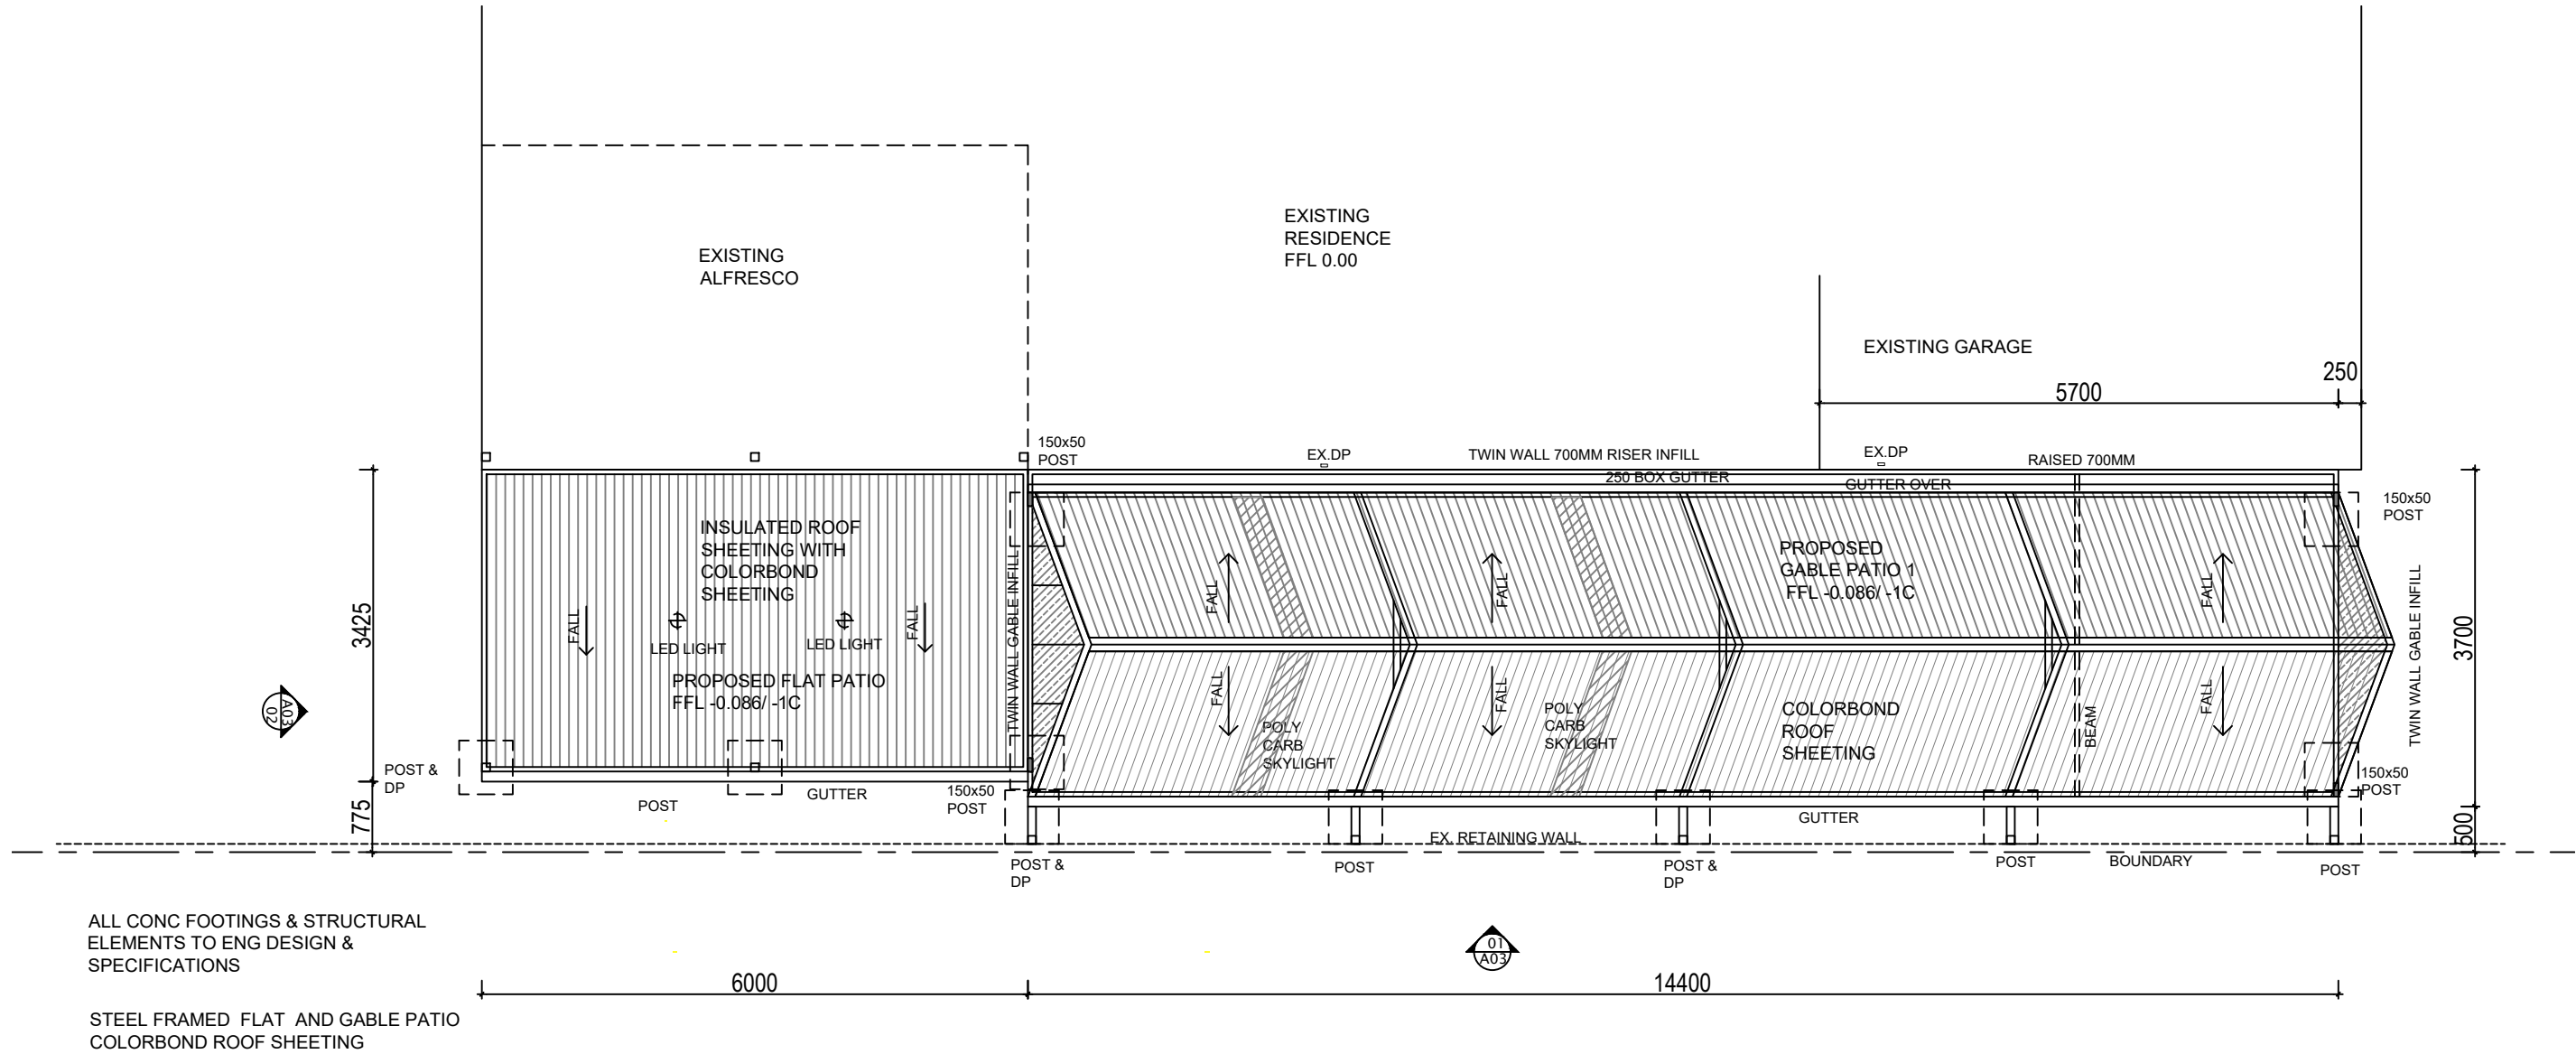 EXISTING
RESIDENCE
FFL 0.00
EXISTING
ALFRESCO
EXISTING GARAGE
250
5700
150x50
POST
EX.DP
TWIN WALL 700MM RISER INFILL
EX.DP
RAISED 700MM
250 BOX GUTTER
GUTTER OVER
150x50
POST
INSULATED ROOF
SHEETING WITH
COLORBOND
SHEETING
PROPOSED
GABLE PATIO 1
FFL -0.086/ -1C
3425
FALL
LED LIGHT
LED LIGHT
FALL
TWIN WALL GABLE INFILL
FALL
FALL
FALL
TWIN WALL GABLE INFILL
3700
PROPOSED FLAT PATIO
FFL -0.086/ -1C
A03
02
FALL
FALL
FALL
POLY
CARB
SKYLIGHT
POLY
CARB
SKYLIGHT
COLORBOND
ROOF
SHEETING
BEAM
POST &
DP
775
POST
GUTTER
150x50
POST
150x50
POST
GUTTER
500
EX. RETAINING WALL
POST &
DP
POST
POST &
DP
POST
BOUNDARY
POST
ALL CONC FOOTINGS & STRUCTURAL
ELEMENTS TO ENG DESIGN &
SPECIFICATIONS
01
A03
6000
14400
STEEL FRAMED FLAT AND GABLE PATIO
COLORBOND ROOF SHEETING